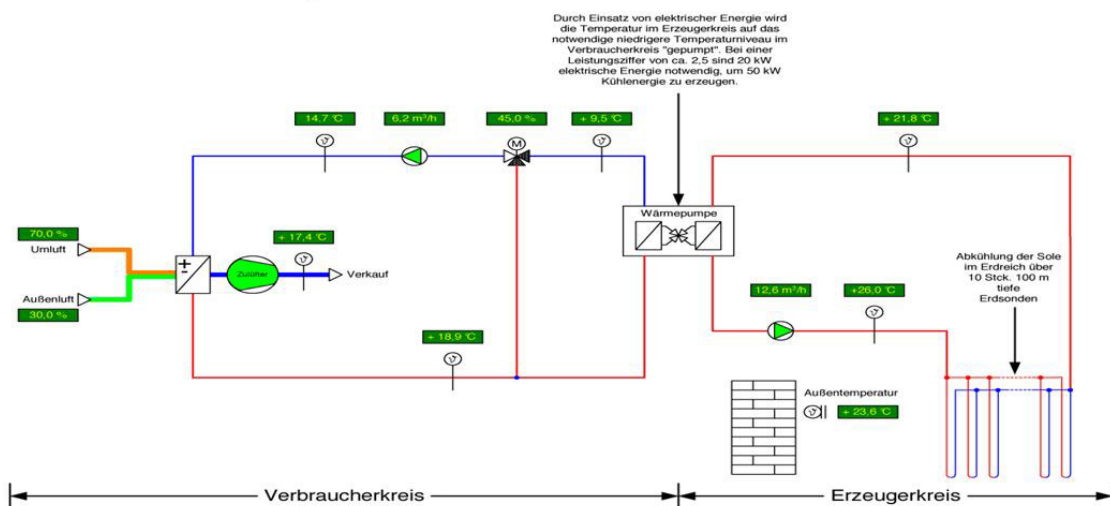 Durch Einsatz von elektrischer Energie wird
die Temperatur im Erzeugerkreis auf das
notwendige niedrigere Temperaturniveau im
Verbraucherkreis "gepumpt". Bei einer
Leistungsziffer von ca. 2,5 sind 20 kW
elektrische Energie notwendig, um 50 kW
Kühlenergie zu erzeugen.
14,7 °C
6,2 m³/h
45,0 %
+ 9,5 °C
+ 21,8 °C
M
Wärmepumpe
70,0 %
Umluft
+ 17,4 °C
+
-
Zulüfter
Verkauf
Außenluft
30,0 %
Abkühlung der Sole
im Erdreich über
10 Stck. 100 m
tiefe
Erdsonden
12,6 m³/h
+26,0 °C
+ 18,9 °C
Außentemperatur
+ 23,6 °C
Verbraucherkreis
Erzeugerkreis